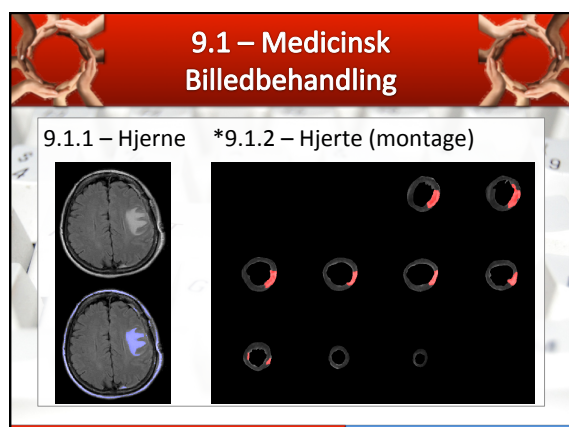 9.1 – Medicinsk
Billedbehandling
9.1.1 – Hjerne *9.1.2 – Hjerte (montage)